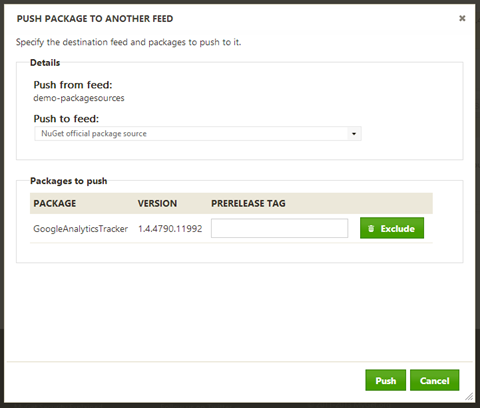 PUSH PACKAGE TO ANOTHER FEED
Specify the destination feed and packages to push to it.
Details
Push from feed:
demo-packagesources
Push to feed:
NuGet official package source
Packages to push
PACKAGE VERSION PRERELEASE TAG
GoogleAnalyticsTracker 1.4.4790.11992 Exclude
Push Cancel